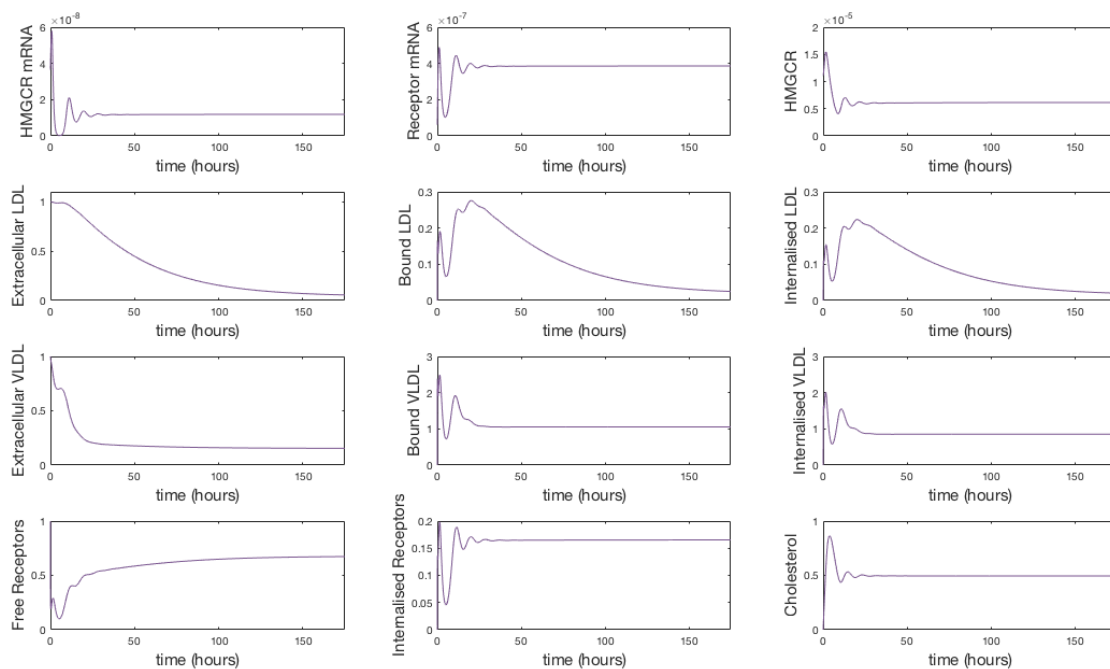 ×10⁻⁸
HMGCR mRNA
6
4
2
0
0 50 100 150
time (hours)
×10⁻⁷
Receptor mRNA
6
4
2
0
0 50 100 150
time (hours)
×10⁻⁵
HMGCR
2
1.5
1
0.5
0
0 50 100 150
time (hours)
Extracellular LDL
1
0.5
0
0 50 100 150
time (hours)
Bound LDL
0.3
0.2
0.1
0
0 50 100 150
time (hours)
Internalised LDL
0.3
0.2
0.1
0
0 50 100 150
time (hours)
Extracellular VLDL
1
0.5
0
0 50 100 150
time (hours)
Bound VLDL
3
2
1
0
0 50 100 150
time (hours)
Internalised VLDL
3
2
1
0
0 50 100 150
time (hours)
Free Receptors
1
0.5
0
0 50 100 150
time (hours)
Internalised Receptors
0.2
0.15
0.1
0.05
0
0 50 100 150
time (hours)
Cholesterol
1
0.5
0
0 50 100 150
time (hours)